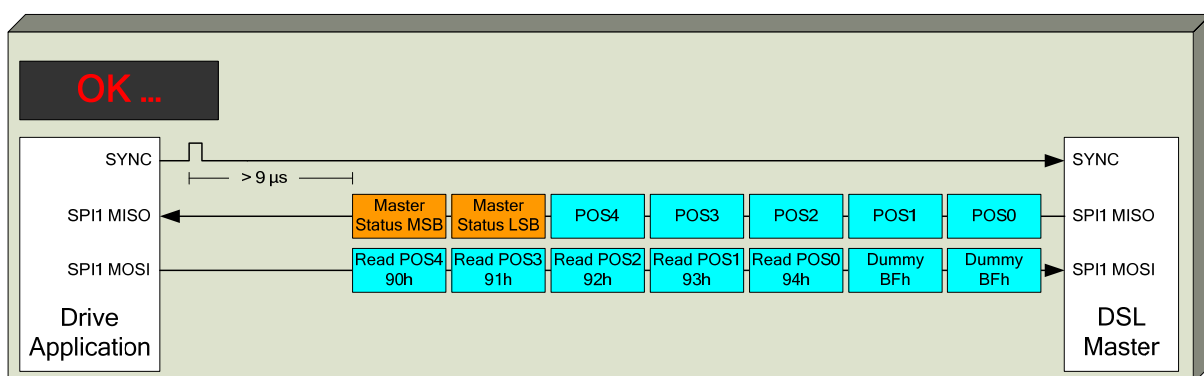 OK ...
SYNC
SYNC
> 9 µs
SPI1 MISO
Master
Status MSB
Master
Status LSB
POS4
POS3
POS2
POS1
POS0
SPI1 MISO
SPI1 MOSI
Read POS4
90h
Read POS3
91h
Read POS2
92h
Read POS1
93h
Read POS0
94h
Dummy
BFh
Dummy
BFh
SPI1 MOSI
Drive
Application
DSL
Master